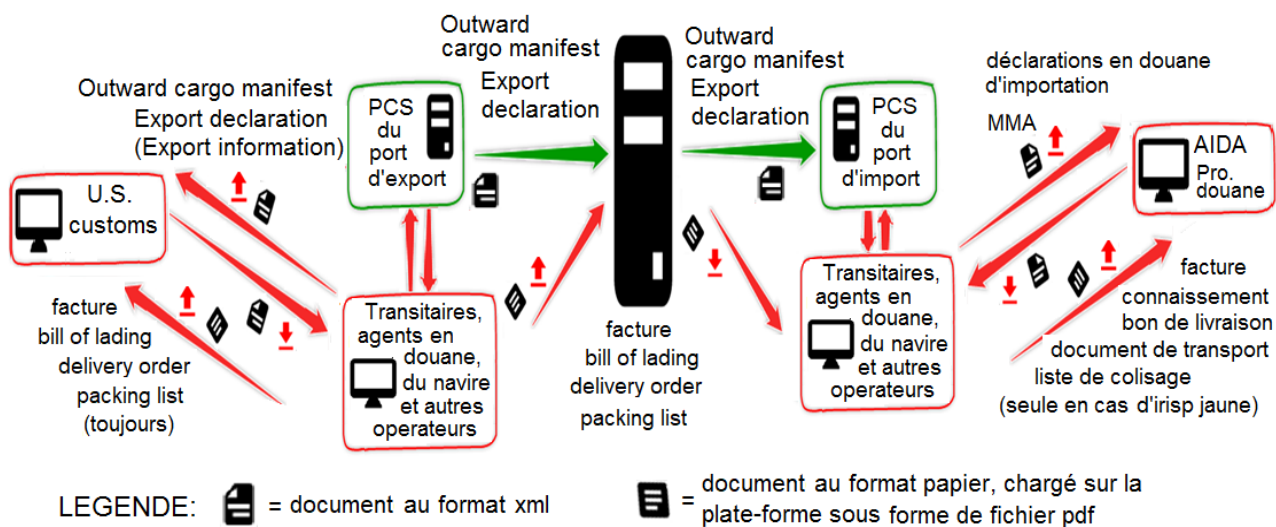 Outward cargo manifest
Export declaration
(Export information)
U.S.
customs
facture
bill of lading
delivery order
packing list
(toujours)
PCS
du
port
d'export
Transitaires,
agents en
douane,
du navire
et autres
operateurs
Outward
cargo manifest
Export
declaration
facture
bill of lading
delivery order
packing list
Outward
cargo manifest
Export
declaration
PCS
du
port
d'import
Transitaires,
agents en
douane,
du navire
et autres
operateurs
déclarations en douane
d'importation
MMA
AIDA
Pro.
douane
facture
connaissement
bon de livraison
document de transport
liste de colisage
(seule en cas d'irisp jaune)
LEGENDE:
= document au format xml
= document au format papier, chargé sur la
plate-forme sous forme de fichier pdf